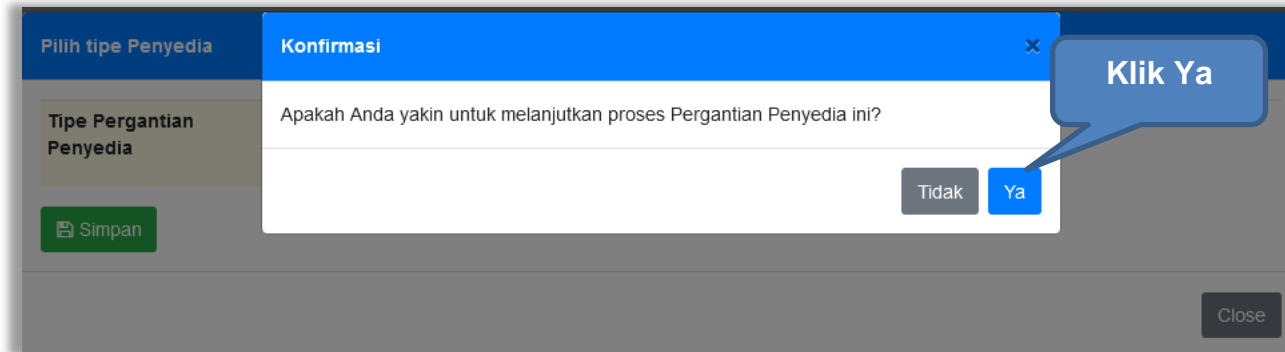 Pilih tipe Penyedia
Konfirmasi
×
Klik Ya
Apakah Anda yakin untuk melanjutkan proses Pergantian Penyedia ini?
Tipe Pergantian
Penyedia
Tidak
Ya
Simpan
Close